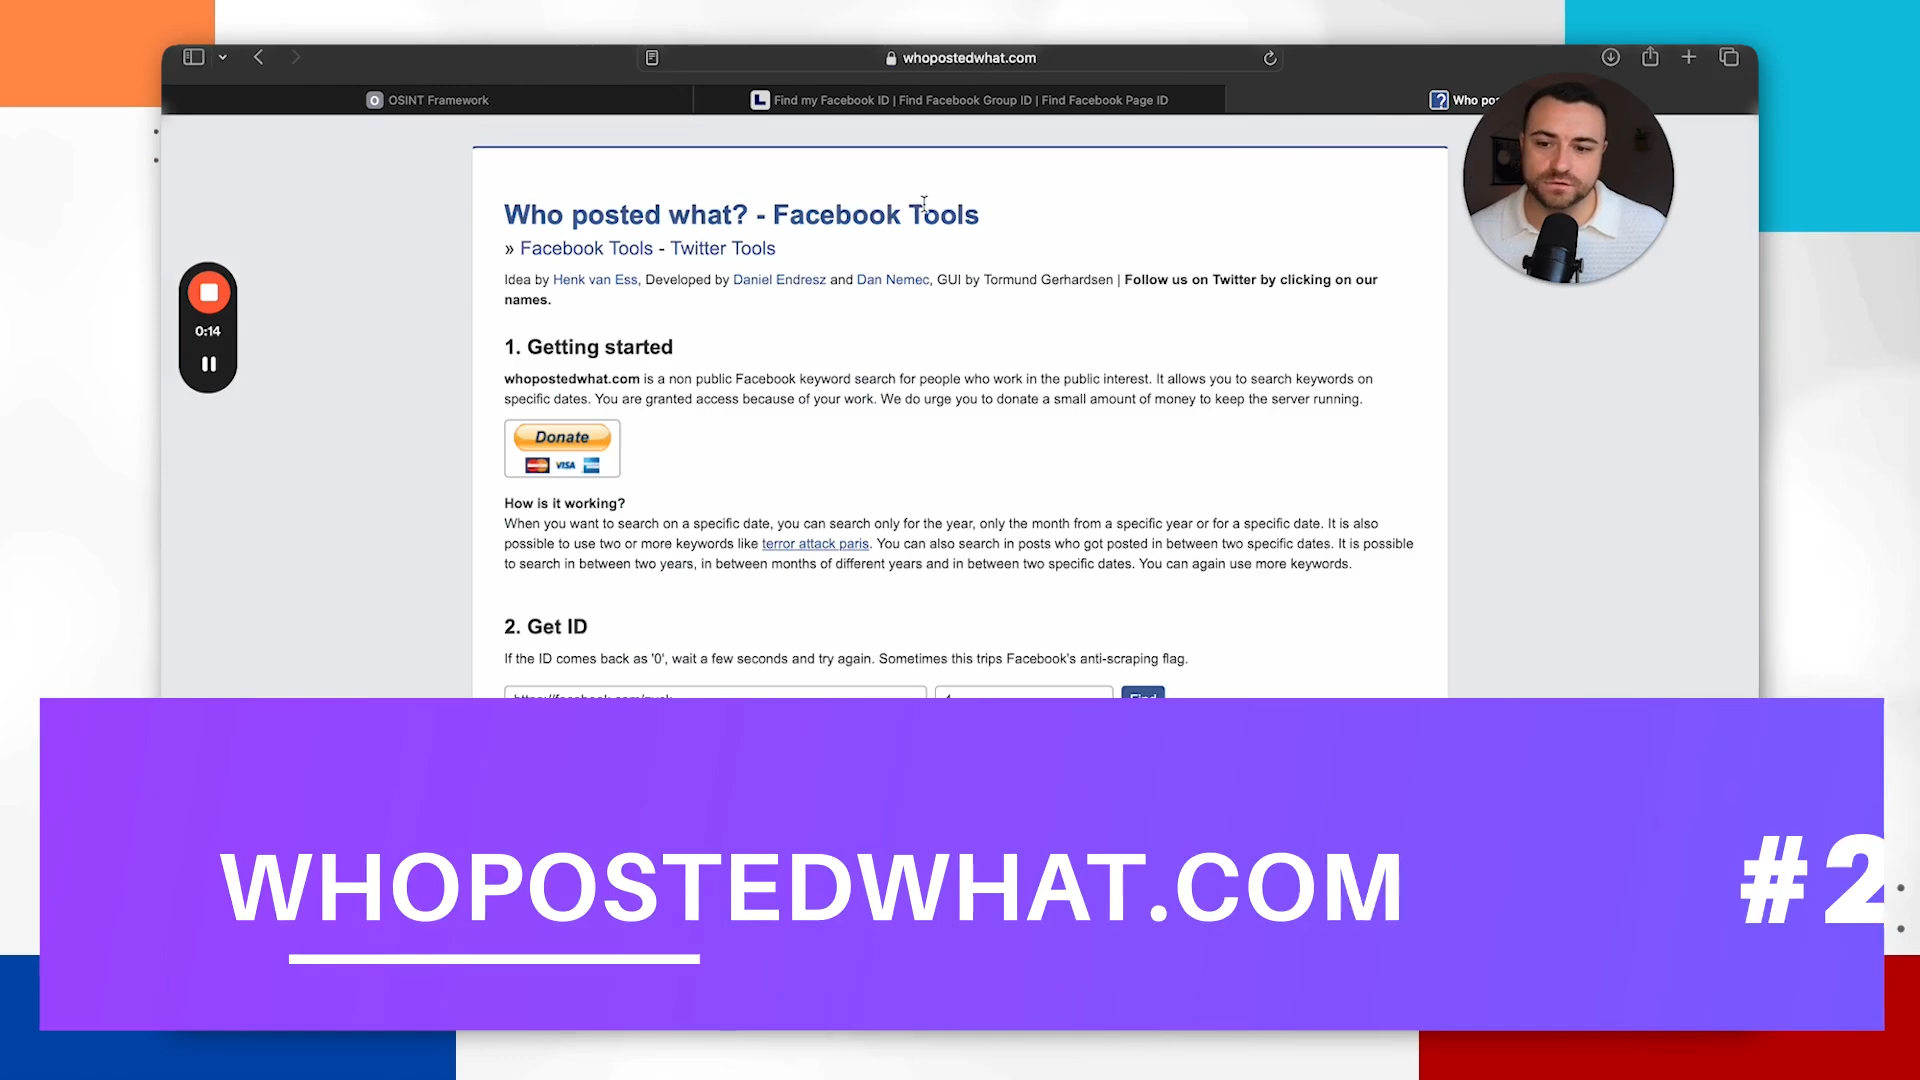 whopostedwhat.com
OSINT Framework
Find my Facebook ID | Find Facebook Group ID | Find Facebook Page ID
Who pos
Who posted what? - Facebook Tools
» Facebook Tools - Twitter Tools
Idea by Henk van Ess, Developed by Daniel Endresz and Dan Nemec, GUI by Tormund Gerhardsen | Follow us on Twitter by clicking on our
names.
0:14
1. Getting started
whopostedwhat.com is a non public Facebook keyword search for people who work in the public interest. It allows you to search keywords on
specific dates. You are granted access because of your work. We do urge you to donate a small amount of money to keep the server running.
Donate
VISA
How is it working?
When you want to search on a specific date, you can search only for the year, only the month from a specific year or for a specific date. It is also
possible to use two or more keywords like terror attack paris. You can also search in posts who got posted in between two specific dates. It is possible
to search in between two years, in between months of different years and in between two specific dates. You can again use more keywords.
2. Get ID
If the ID comes back as '0', wait a few seconds and try again. Sometimes this trips Facebook's anti-scraping flag.
WHOPOSTEDWHAT.COM
#2